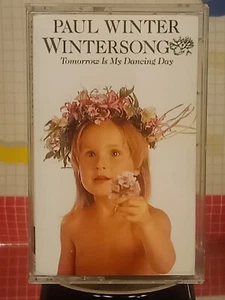 PAUL WINTER
WINTERSONG
Tomorrow Is My Dancing Day